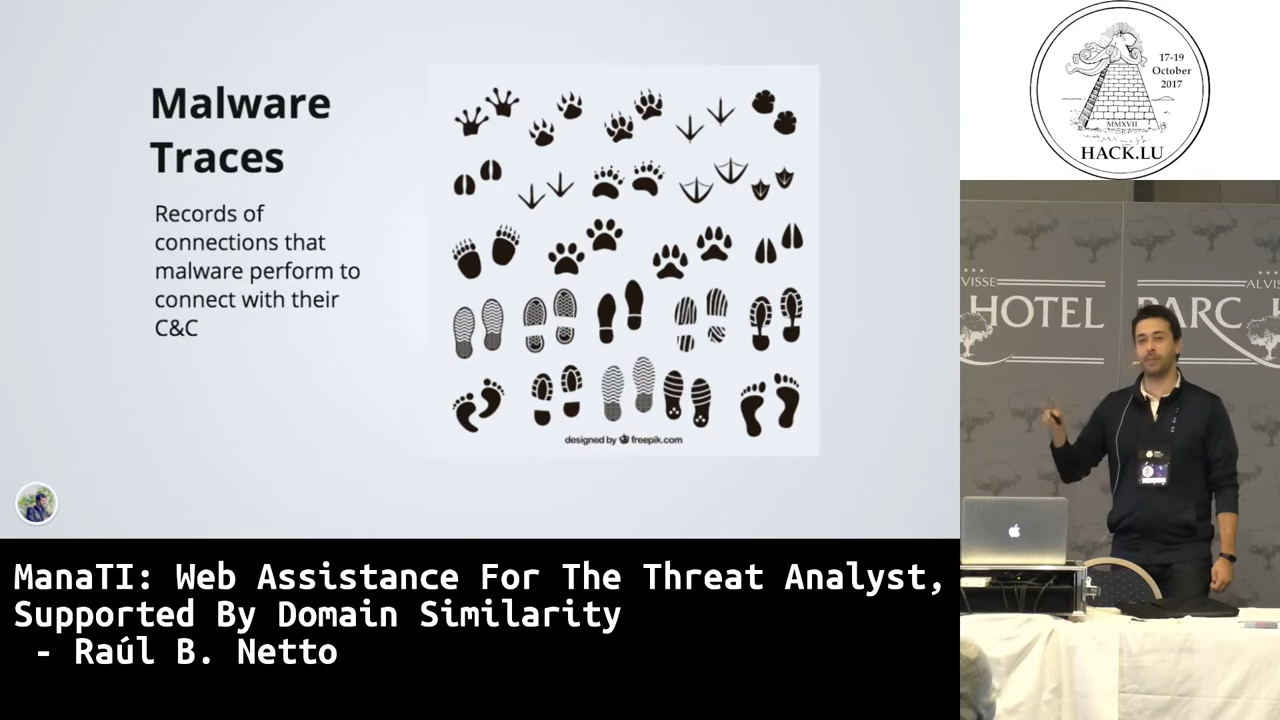 Malware
Traces
Records of
connections that
malware perform to
connect with their
C&C
designed by freepik.com
17-19
October
2017
MMXVII
HACK.LU
ALVISSE
HOTEL
PARC
ManaTI: Web Assistance For The Threat Analyst,
Supported By Domain Similarity
- Raúl B. Netto